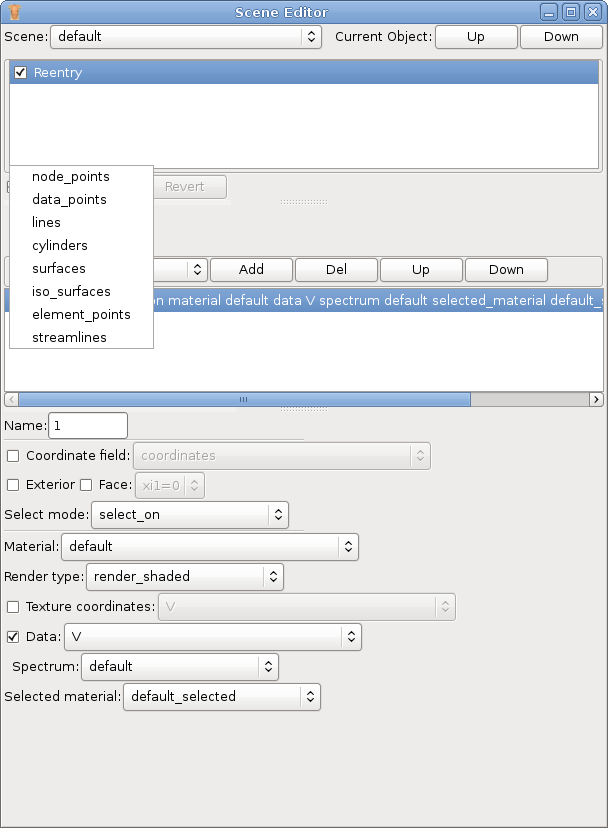 Scene Editor
Scene: default Current Object: Up Down
Reentry
node_points
Revert
data_points
lines
cylinders
surfaces
Add Del Up Down
iso_surfaces
on material default data V spectrum default selected_material default_s
element_points
streamlines
Name: 1
Coordinate field: coordinates
Exterior Face: xi1=0
Select mode: select_on
Material: default
Render type: render_shaded
Texture coordinates: V
Data: V
Spectrum: default
Selected material: default_selected